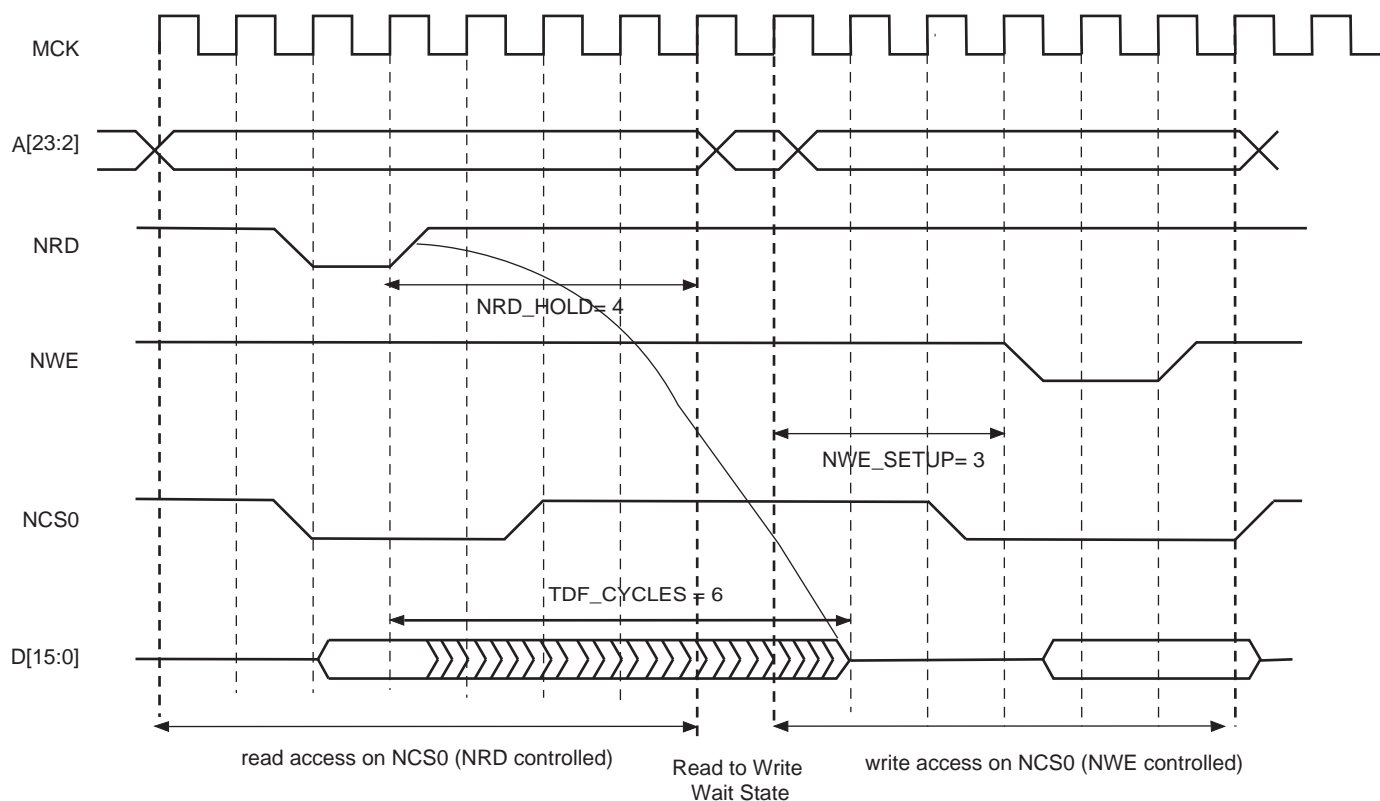 MCK
A[23:2]
NRD
NRD_HOLD= 4
NWE
NWE_SETUP= 3
NCS0
TDF_CYCLES = 6
D[15:0]
read access on NCS0 (NRD controlled)
Read to Write
Wait State
write access on NCS0 (NWE controlled)